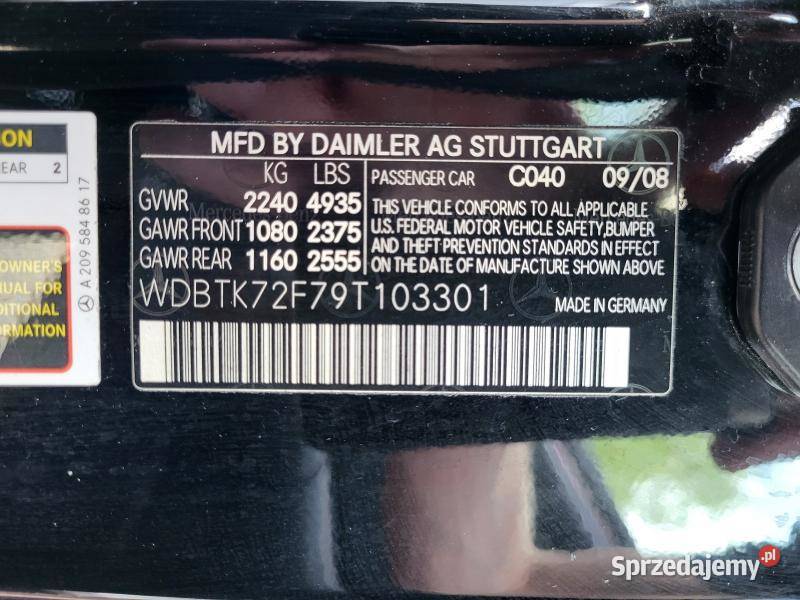 ON
EAR 2
OWNER'S
UAL FOR
DITIONAL
ORMATION
A 209 584 86 17
MFD BY DAIMLER AG STUTTGART
KG LBS
GVWR 2240 4935
GAWR FRONT 1080 2375
GAWR REAR 1160 2555
PASSENGER CAR C040 09/08
THIS VEHICLE CONFORMS TO ALL APPLICABLE
U.S. FEDERAL MOTOR VEHICLE SAFETY,BUMPER
AND THEFT PREVENTION STANDARDS IN EFFECT
ON THE DATE OF MANUFACTURE SHOWN ABOVE
WDBTK72F79T103301
MADE IN GERMANY
Sprzedajemy.pl